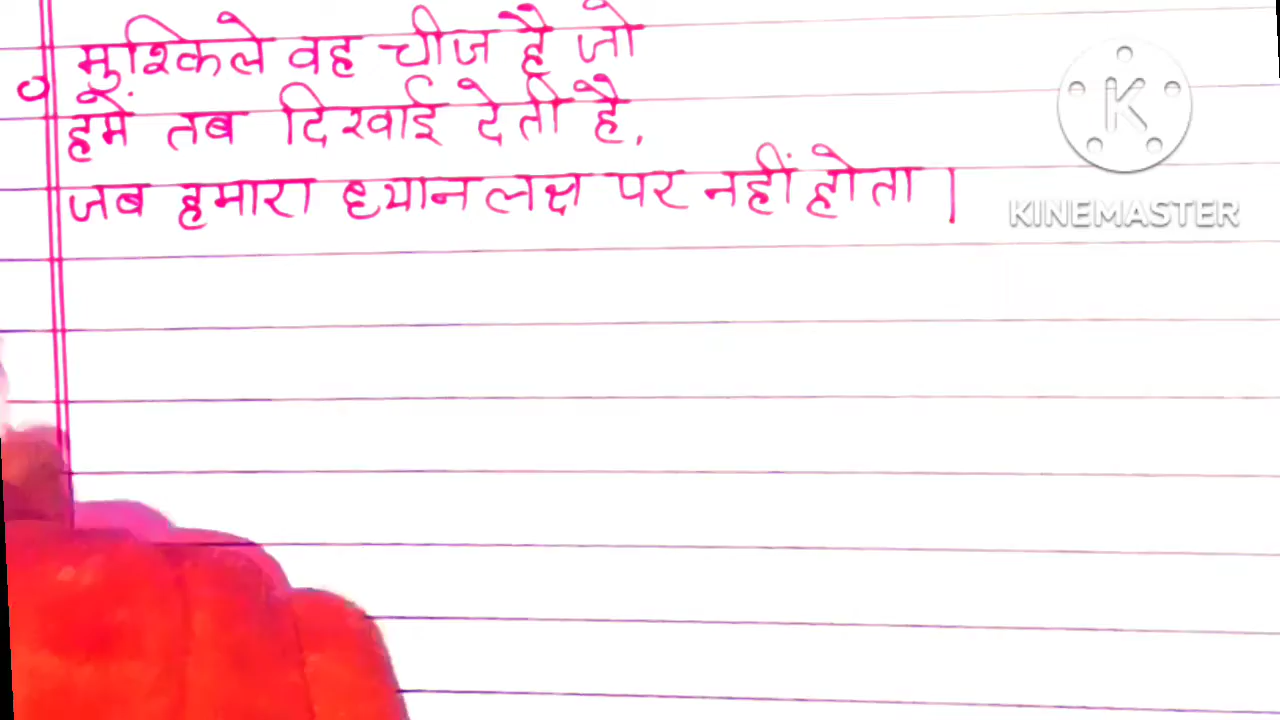 मुश्किले वह चीज है जो
हमें तब दिखाई देती है,
जब हमारा ध्यान लक्ष पर नहीं होता।
KINEMASTER